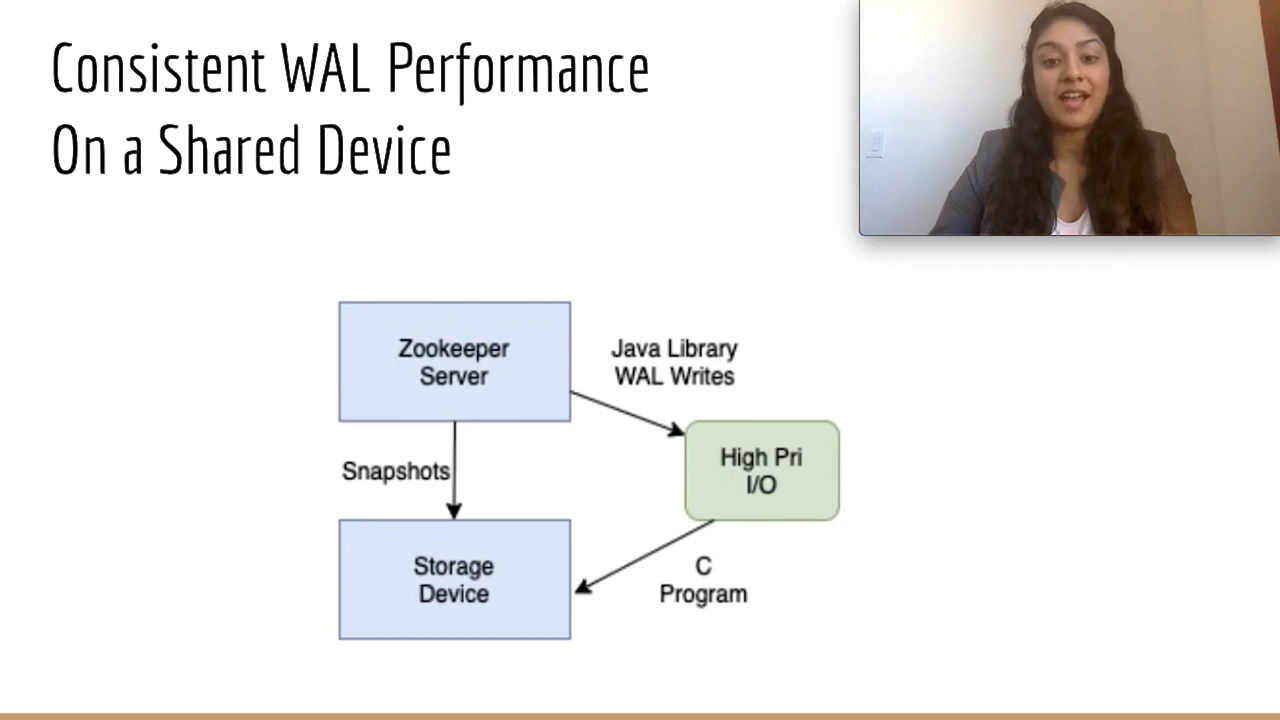 Consistent WAL Performance
On a Shared Device
Zookeeper
Server
Java Library
WAL Writes
High Pri
I/O
Snapshots
Storage
Device
C
Program